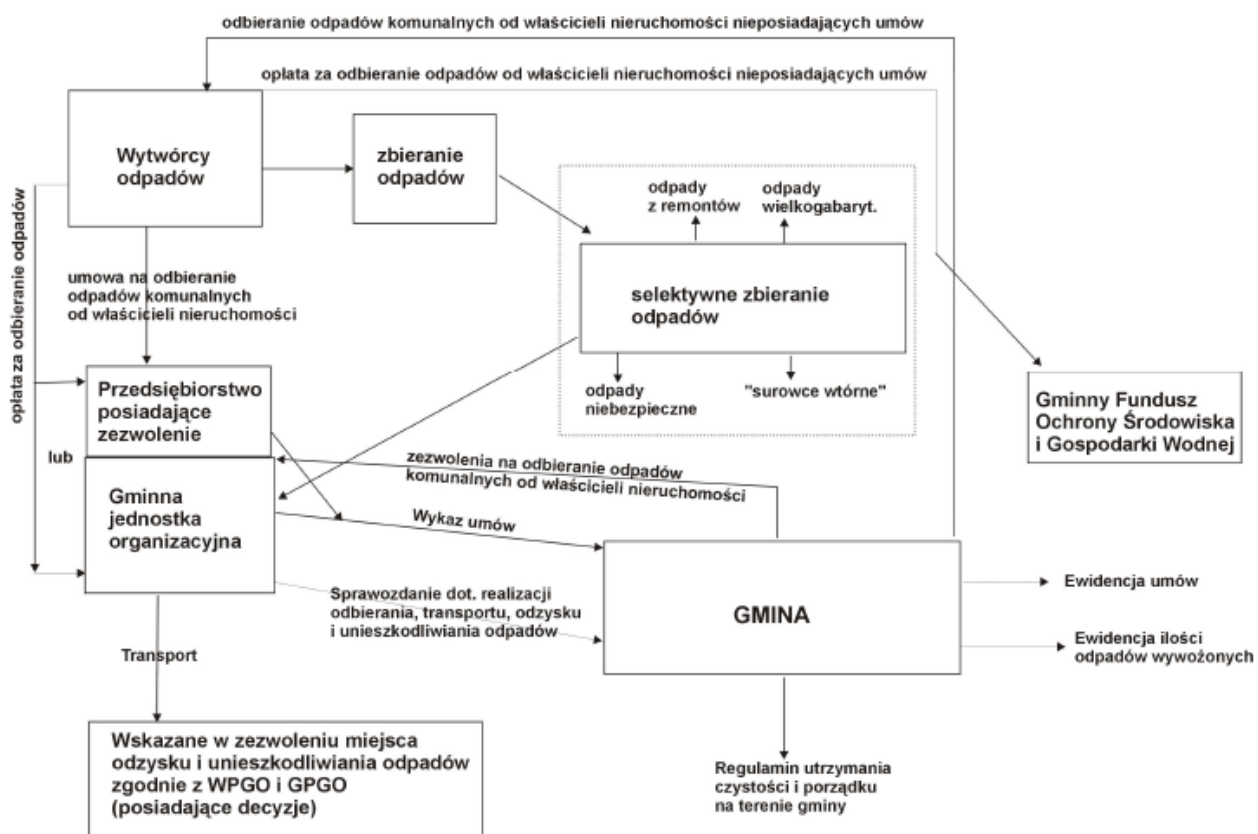 odbieranie odpadów komunalnych od właścicieli nieruchomości nieposiadających umów
opłata za odbieranie odpadów od właścicieli nieruchomości nieposiadających umów
Wytwórcy
odpadów
zbieranie
odpadów
odpady
z remontów
odpady
wielkogabaryt.
selektywne zbieranie
odpadów
odpady
niebezpieczne
"surowce wtórne"
opłata za odbieranie odpadów
umowa na odbieranie
odpadów komunalnych
od właścicieli nieruchomości
Przedsiębiorstwo
posiadające
zezwolenie
lub
Gminna
jednostka
organizacyjna
Gminny Fundusz
Ochrony Środowiska
i Gospodarki Wodnej
zezwolenia na odbieranie odpadów
komunalnych od właścicieli nieruchomości
Wykaz umów
Sprawozdanie dot. realizacji
odbierania, transportu, odzysku
i unieszkodliwiania odpadów
GMINA
Ewidencja umów
Ewidencja ilości
odpadów wywożonych
Transport
Wskazane w zezwoleniu miejsca
odzysku i unieszkodliwiania odpadów
zgodnie z WPGO i GPGO
(posiadające decyzje)
Regulamin utrzymania
czystości i porządku
na terenie gminy